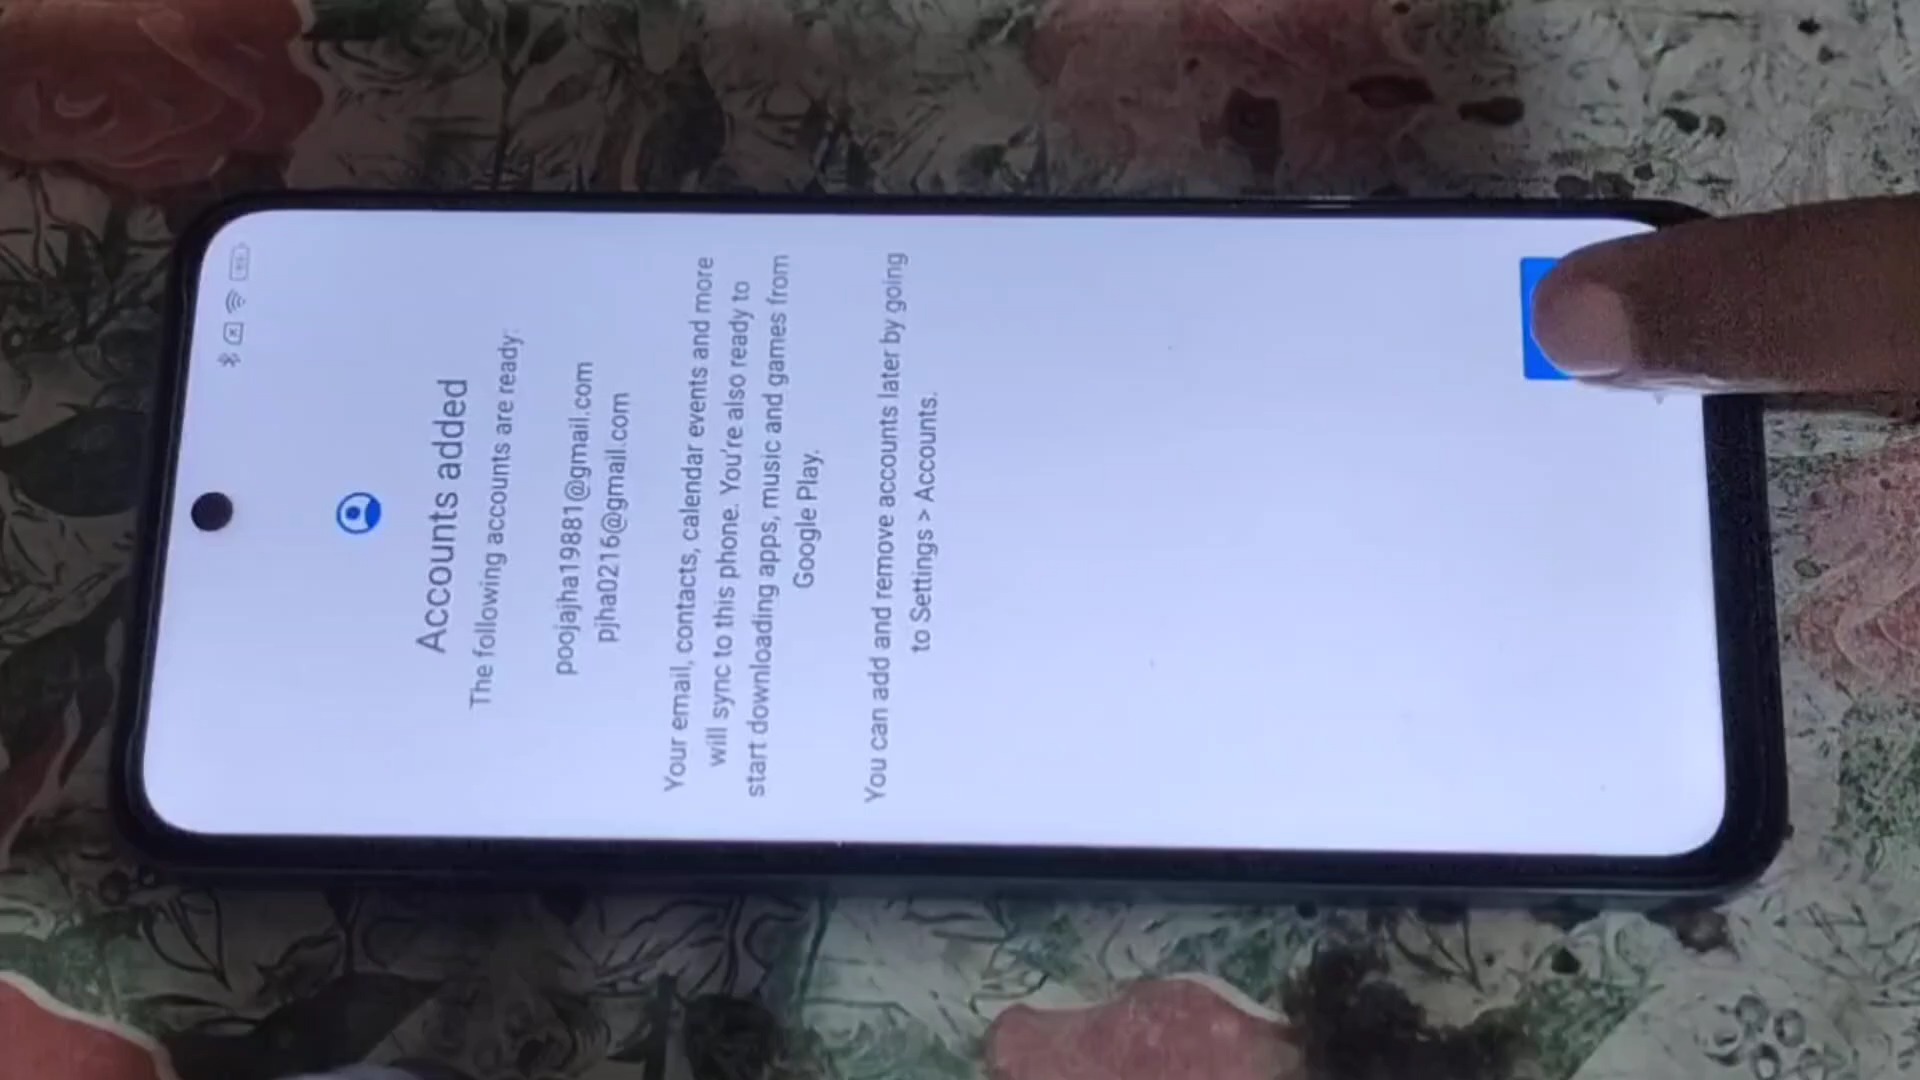 Accounts added
The following accounts are ready:
poojajha19881@gmail.com
pjha0216@gmail.com
Your email, contacts, calendar events and more
will sync to this phone. You're also ready to
start downloading apps, music and games from
Google Play.
You can add and remove accounts later by going
to Settings > Accounts.